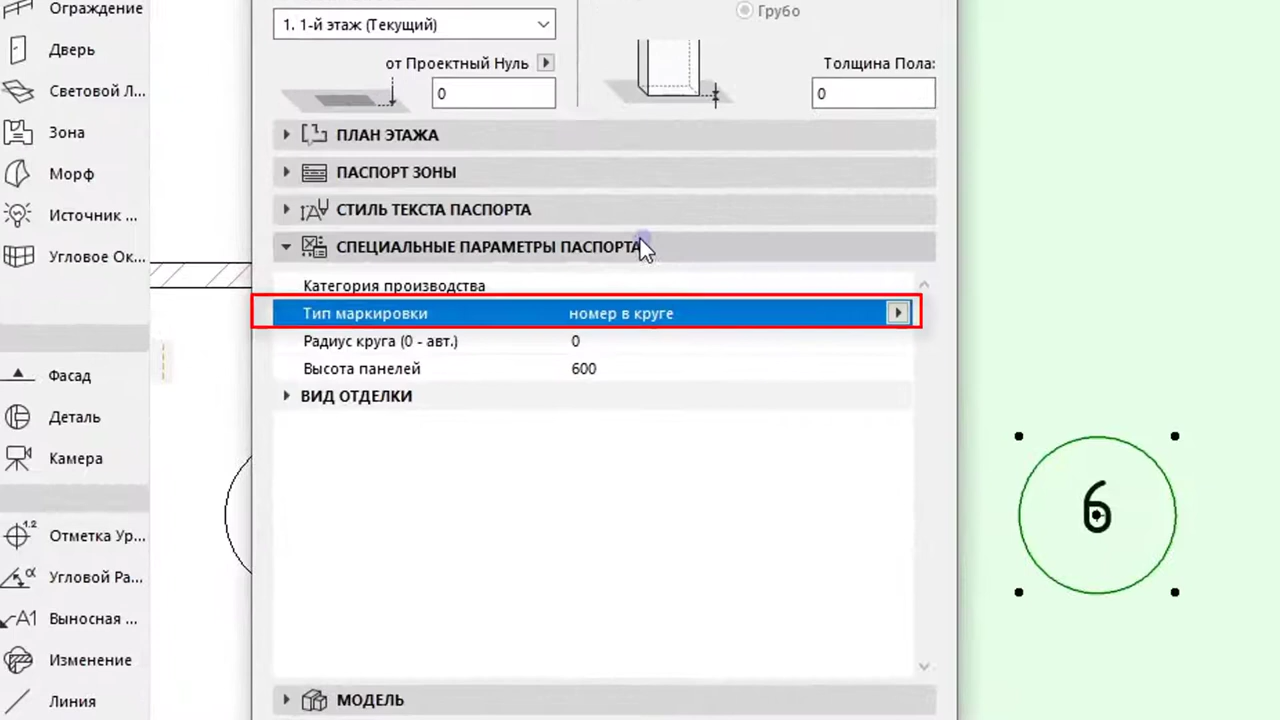 Ограждение
Дверь
Световой Л...
Зона
Морф
Источник ...
Угловое Ок...
Фасад
Деталь
Камера
1.2
Отметка Ур...
α
Угловой Ра...
A1
Выносная ...
Изменение
Линия
1. 1-й этаж (Текущий)
от Проектный Нуль
0
Грубо
Толщина Пола:
0
ПЛАН ЭТАЖА
ПАСПОРТ ЗОНЫ
СТИЛЬ ТЕКСТА ПАСПОРТА
СПЕЦИАЛЬНЫЕ ПАРАМЕТРЫ ПАСПОРТА
Категория производства
Тип маркировки номер в круге
Радиус круга (0 - авт.) 0
Высота панелей 600
ВИД ОТДЕЛКИ
МОДЕЛЬ
6